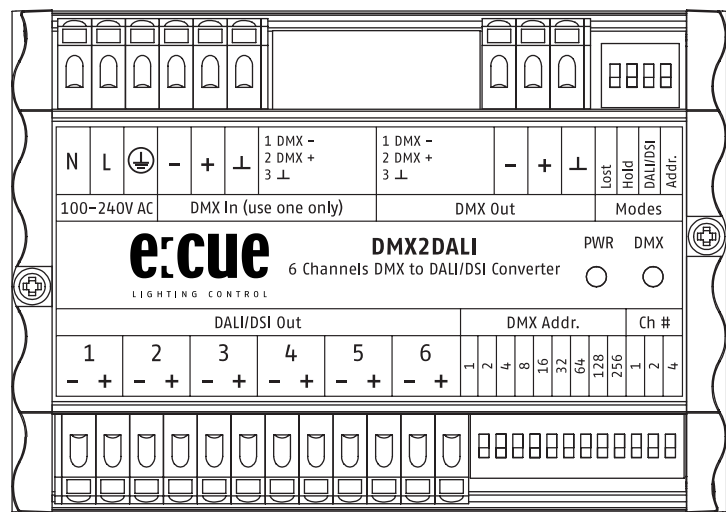 N L − + ⊥ 1 DMX − 1 DMX − − + ⊥ Lost Hold DALI/DSI Addr.
2 DMX + 2 DMX +
3 ⊥ 3 ⊥
100-240V AC DMX In (use one only) DMX Out Modes
e:cue DMX2DALI PWR DMX
6 Channels DMX to DALI/DSI Converter
LIGHTING CONTROL
DALI/DSI Out DMX Addr. Ch #
1 2 3 4 5 6 1 2 4 8 16 32 64 128 256 1 2 4
− + − + − + − + − + − +